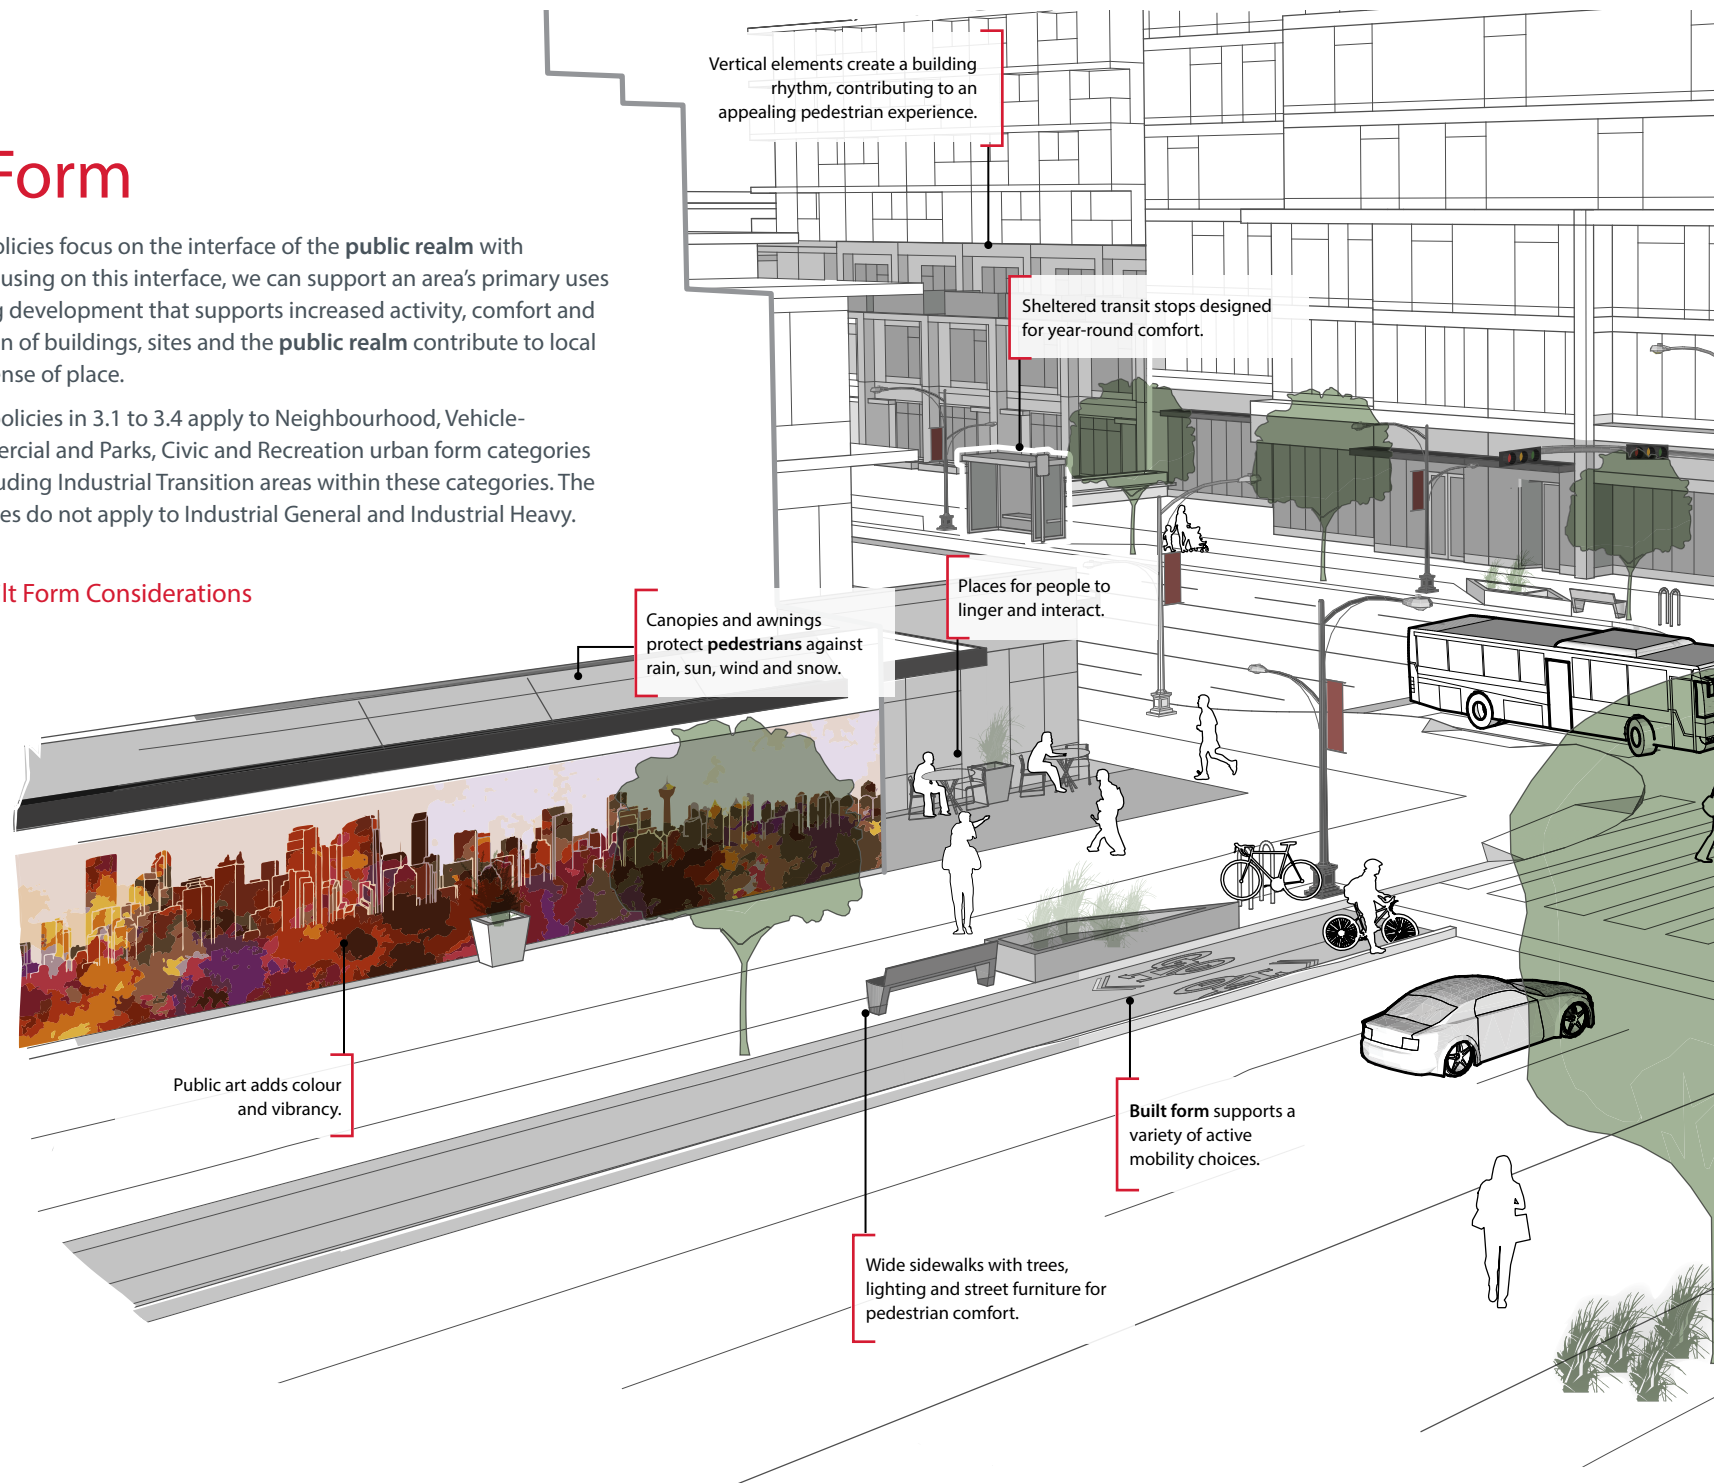 Form
licies focus on the interface of the public realm with
using on this interface, we can support an area’s primary uses
g development that supports increased activity, comfort and
n of buildings, sites and the public realm contribute to local
nse of place.
olicies in 3.1 to 3.4 apply to Neighbourhood, Vehicle-
ercial and Parks, Civic and Recreation urban form categories
uding Industrial Transition areas within these categories. The
es do not apply to Industrial General and Industrial Heavy.
lt Form Considerations
Vertical elements create a building
rhythm, contributing to an
appealing pedestrian experience.
Sheltered transit stops designed
for year-round comfort.
Places for people to
linger and interact.
Canopies and awnings
protect pedestrians against
rain, sun, wind and snow.
Public art adds colour
and vibrancy.
Built form supports a
variety of active
mobility choices.
Wide sidewalks with trees,
lighting and street furniture for
pedestrian comfort.